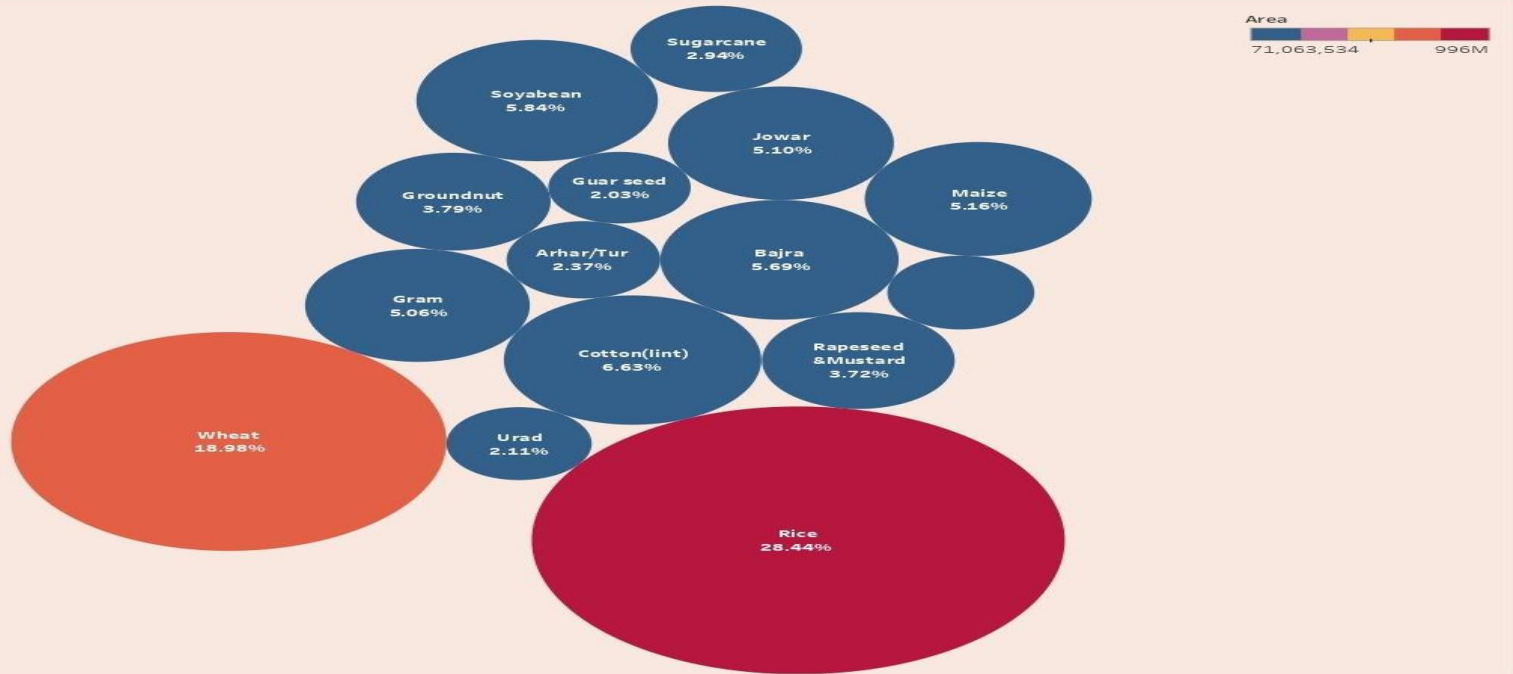 Area
71,063,534 996M
Sugarcane
2.94%
Soyabean
5.84%
Jowar
5.10%
Guar seed
2.03%
Groundnut
3.79%
Maize
5.16%
Arhar/Tur
2.37%
Bajra
5.69%
Gram
5.06%
Cotton(lint)
6.63%
Rapeseed
&Mustard
3.72%
Wheat
18.98%
Urad
2.11%
Rice
28.44%